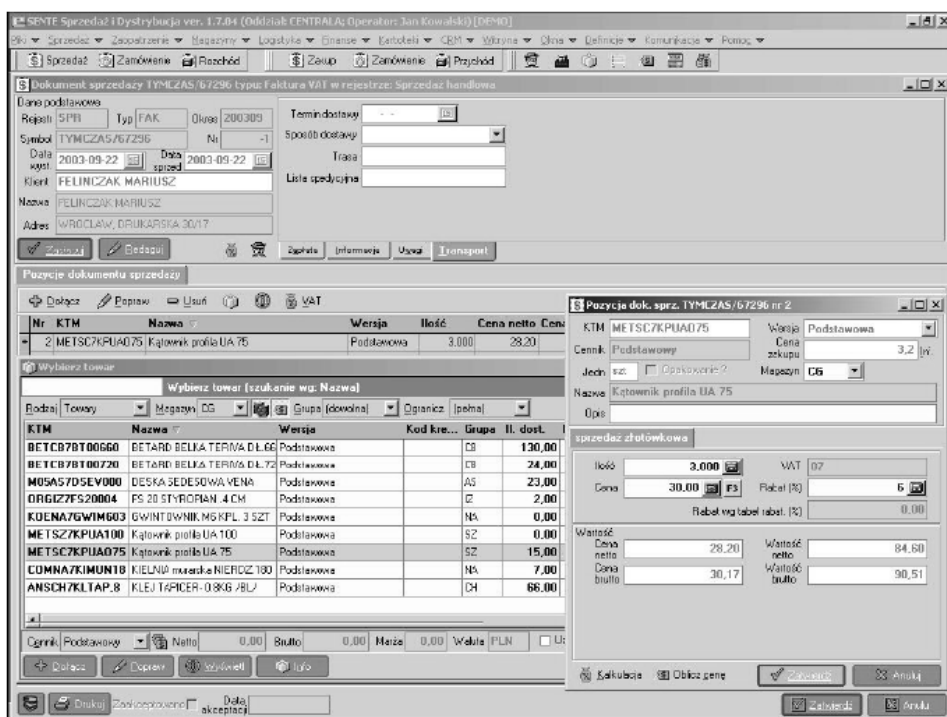 SENTE Sprzedaż i Dystrybucja ver. 1.7.04 (Oddział: CENTRALA; Operator: Jan Kowalski) [DEMO]
Pliki Sprzedaż Zaopatrzenie Magazyny Logistyka Finanse Kartoteki CRM Witryna Okna Definicje Komunikacja Pomoc
Sprzedaż Zamówienie Rozchód Zakup Zamówienie Przychód
Dokument sprzedaży TYMCZAS/67296 typu: Faktura VAT w rejestrze: Sprzedaż handlowa
Dane podstawowe
Rejestr SPR Typ FAK Okres 200309
Symbol TYMCZAS/67296 Nr -1
Data wyst. 2003-09-22 Data sprzed 2003-09-22
Klient FELINCZAK MARIUSZ
Nazwa FELINCZAK MARIUSZ
Adres WROCŁAW, DRUKARSKA 30/17
Termin dostawy - -
Sposób dostawy
Trasa
Lista spedycyjna
Zastosuj Redaguj Zapłata Informacje Uwagi Transport
Pozycje dokumentu sprzedaży
Dołącz Popraw Usuń VAT
Nr KTM Nazwa Wersja Ilość Cena netto Cena
2 METSC7KPUA075 Kątownik profila UA 75 Podstawowa 3.000 28,20
Wybierz towar
Wybierz towar (szukanie wg: Nazwa)
Rodzaj Towary Magazyn CG Grupa (dowolna) Ogranicz. (pełna)
KTM Nazwa Wersja Kod kre... Grupa Il. dost.
BETCB7BT00660 BETARD BELKA TERIVA DŁ.66 Podstawowa CB 130,00
BETCB7BT00720 BETARD BELKA TERIVA DŁ.72 Podstawowa CB 24,00
M05AS7DSEV000 DESKA SEDESOWA VENA Podstawowa AS 23,00
ORGIZ7FS20004 FS 20 STYROPIAN .4 CM Podstawowa IZ 2,00
KOENA7GWIM603 GWINTOWNIK M6 KPL. 3 SZT Podstawowa NA 0,00
METSZ7KPUA100 Kątownik profila UA 100 Podstawowa SZ 0,00
METSC7KPUA075 Kątownik profila UA 75 Podstawowa SZ 15,00
COMNA7KIMUN18 KIELNIA murarska NIERDZ 180 Podstawowa NA 7,00
ANSCH7KLTAP.8 KLEJ TAPICER- 0.8KG /BL/ Podstawowa CH 66,00
Cennik Podstawowy Netto 0,00 Brutto 0,00 Marża 0,00 Waluta PLN
Dołącz Popraw Wyświetl Info
Drukuj Zaakceptowano Data akceptacji
Pozycja dok. sprz. TYMCZAS/67296 nr 2
KTM METSC7KPUA075 Wersja Podstawowa
Cennik Podstawowy Cena zakupu 3,2
Jedn szt Opakowanie ? Magazyn CG
Nazwa Kątownik profila UA 75
Opis
sprzedaż złotówkowa
Ilość 3.000 VAT 07
Cena 30.00 F3 Rabat (%) 6
Rabat wg tabel rabat. (%) 0.00
Wartość
Cena netto 28,20 Wartość netto 84,60
Cena brutto 30,17 Wartość brutto 90,51
Kalkulacja Oblicz cenę Zatwierdź Anuluj
Zatwierdź Anuluj